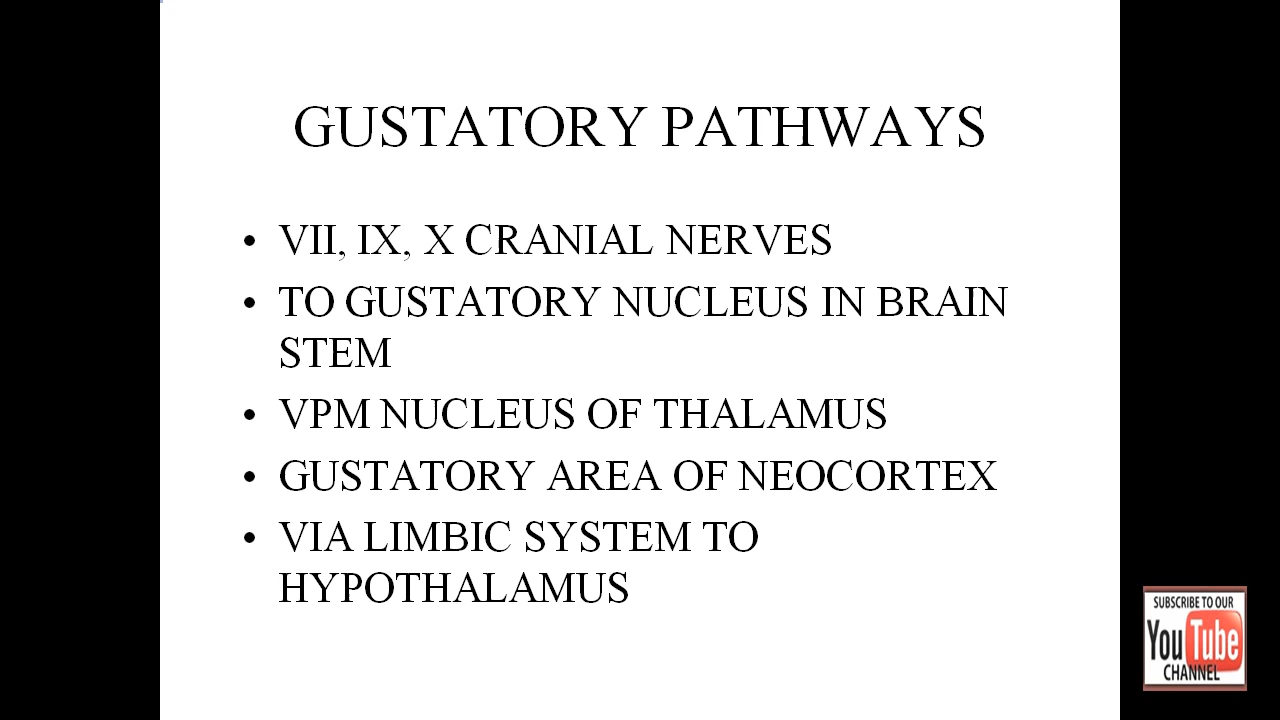 GUSTATORY PATHWAYS
• VII, IX, X CRANIAL NERVES
• TO GUSTATORY NUCLEUS IN BRAIN
STEM
• VPM NUCLEUS OF THALAMUS
• GUSTATORY AREA OF NEOCORTEX
• VIA LIMBIC SYSTEM TO
HYPOTHALAMUS
SUBSCRIBE TO OUR
YouTube
CHANNEL